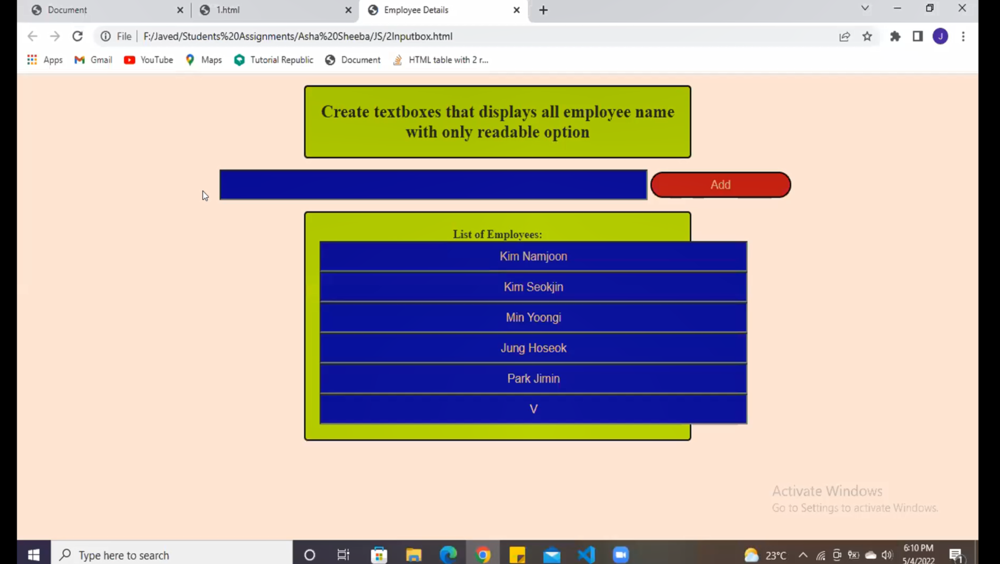 Document
1.html
Employee Details
File
F:/Javed/Students%20Assignments/Asha%20Sheeba/JS/2Inputbox.html
J
Apps
Gmail
YouTube
Maps
Tutorial Republic
Document
HTML table with 2 r...
Create textboxes that displays all employee name
with only readable option
Add
List of Employees:
Kim Namjoon
Kim Seokjin
Min Yoongi
Jung Hoseok
Park Jimin
V
Activate Windows
Go to Settings to activate Windows.
Type here to search
23°C
6:10 PM
5/4/2022
1